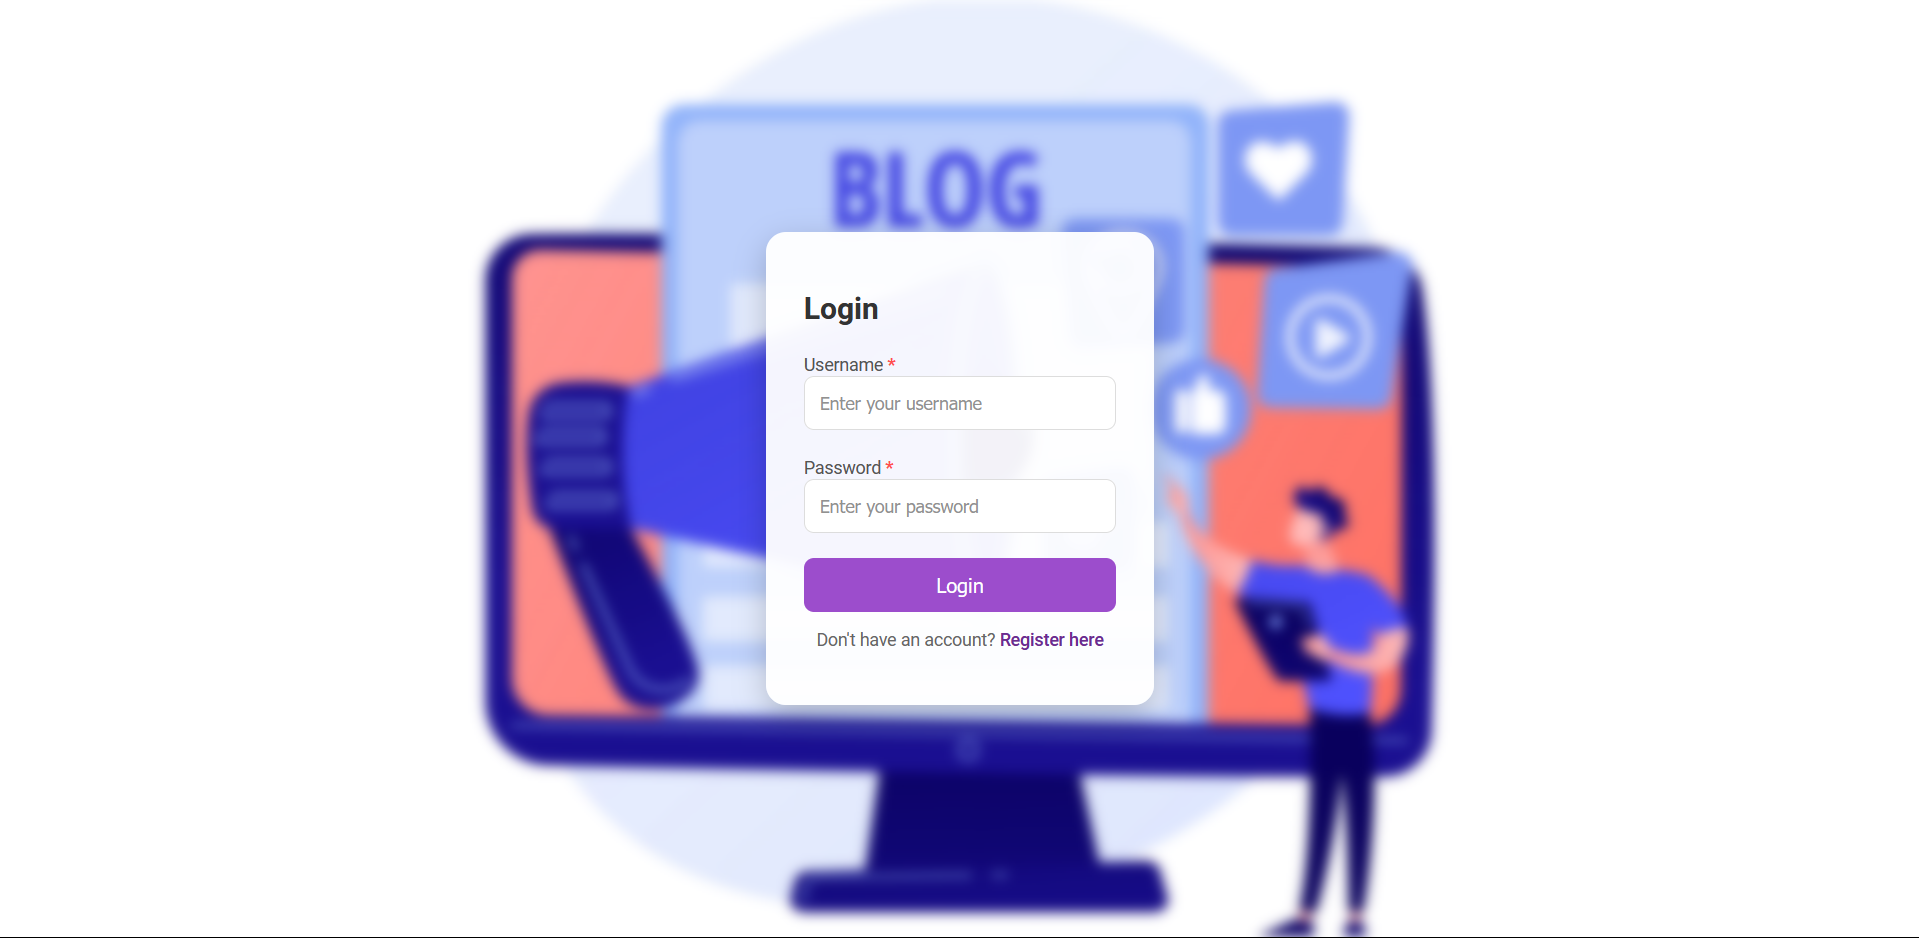 BLOG
Login
Username *
Enter your username
Password *
Enter your password
Login
Don't have an account? Register here